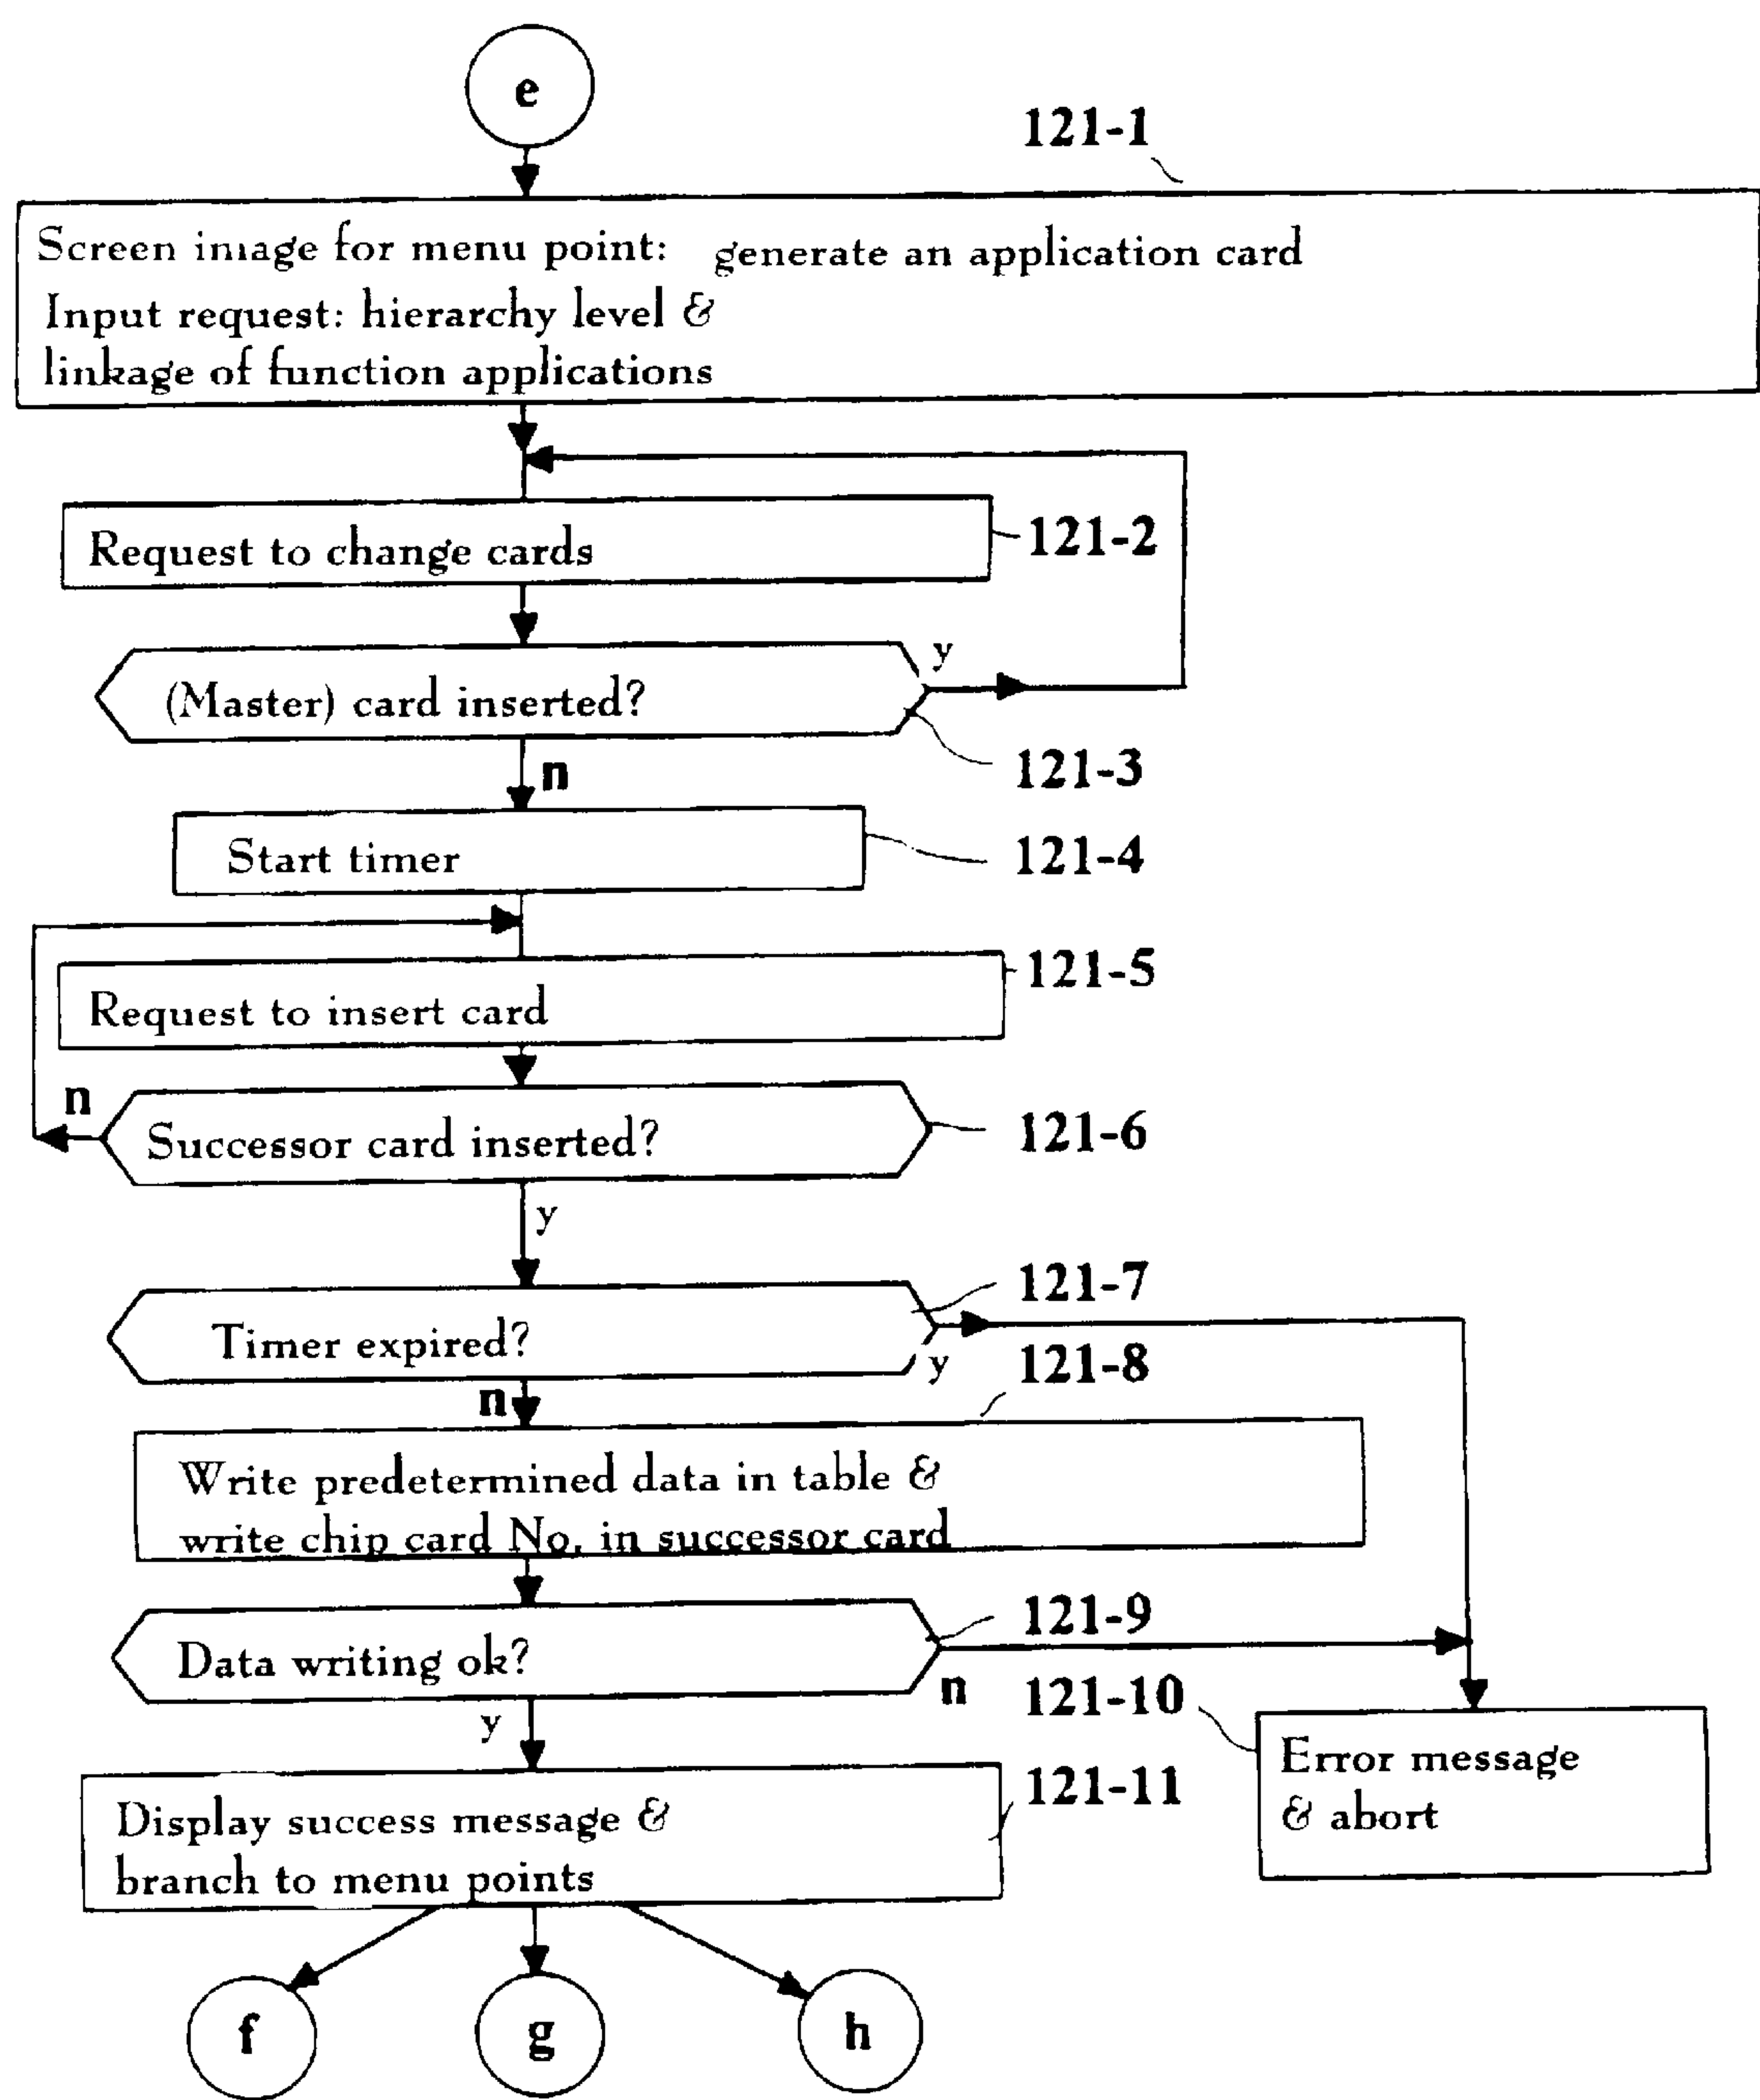 e
121-1
Screen image for menu point: generate an application card
Input request: hierarchy level &
linkage of function applications
Request to change cards
121-2
(Master) card inserted?
y
121-3
n
Start timer
121-4
Request to insert card
121-5
n
Successor card inserted?
121-6
y
121-7
Timer expired?
y
121-8
n
Write predetermined data in table &
write chip card No. in successor card
121-9
Data writing ok?
n
121-10
y
Error message
& abort
121-11
Display success message &
branch to menu points
f
g
h